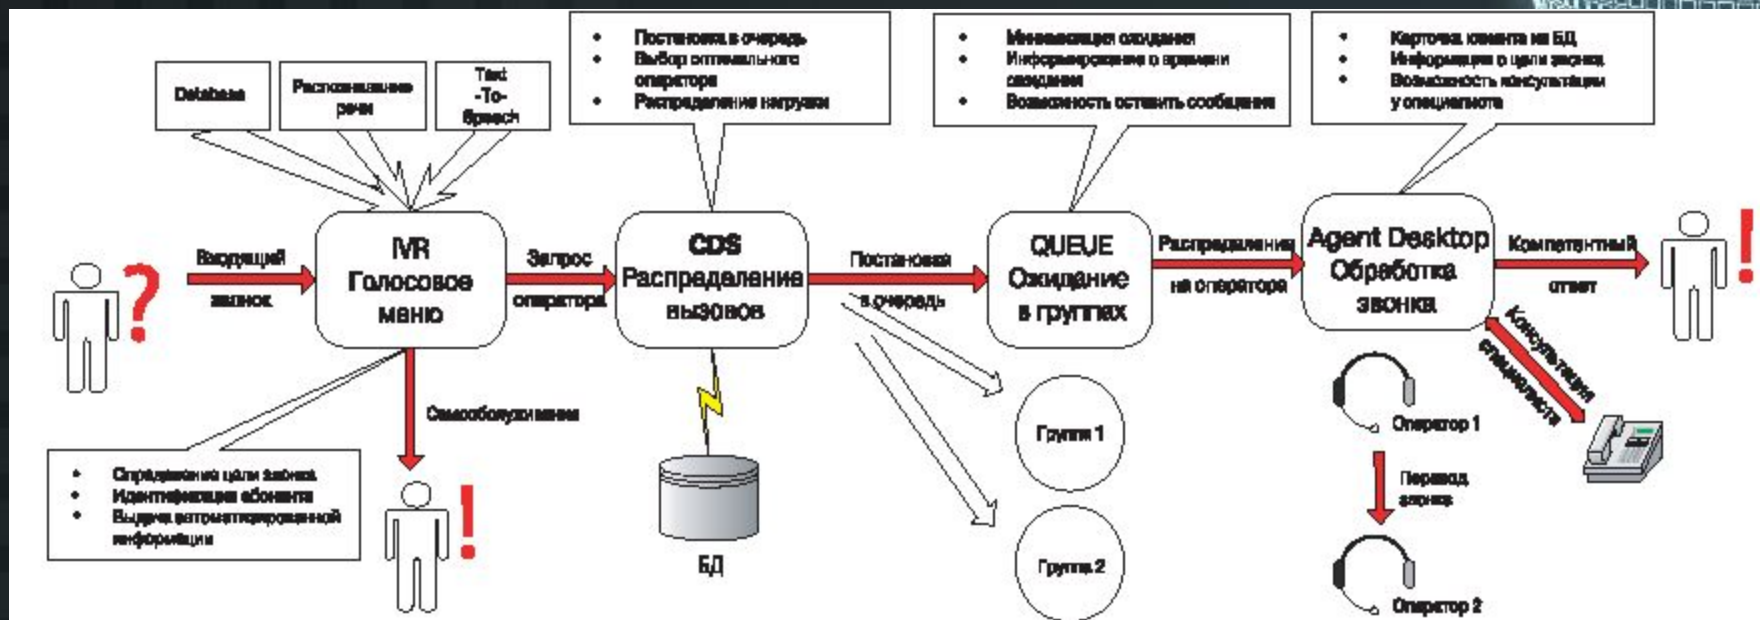 Database
Распознавание
речи
Text
-To-
Speech
• Постановка в очередь
• Выбор оптимального
оператора
• Распределение нагрузки
• Минимизация ожидания
• Информирование о времени
ожидания
• Возможность оставить сообщение
• Карточка клиента из БД
• Информация о цели звонка
• Возможность консультации
у специалиста
Входящий
звонок
IVR
Голосовое
меню
Запрос
оператора
CDS
Распределение
вызовов
Постановка
в очередь
QUEUE
Ожидание
в группах
Распределение
на оператора
Agent Desktop
Обработка
звонка
Компетентный
ответ
?
!
Самообслуживание
• Определение цели звонка
• Идентификация абонента
• Выдача автоматизированной
информации
!
БД
Группа 1
Группа 2
Оператор 1
Перевод
звонка
Оператор 2
Консультация
специалиста